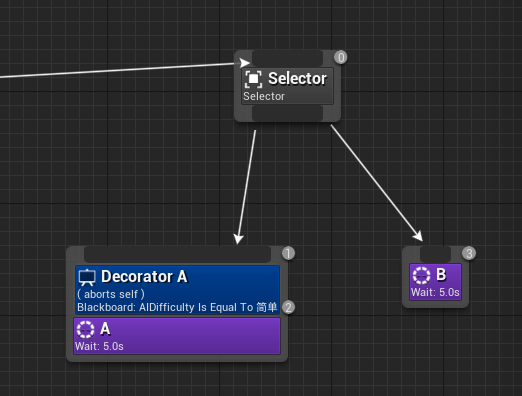 0
Selector
Selector
1
Decorator A
( aborts self )
Blackboard: AIDifficulty Is Equal To 简单
2
A
Wait: 5.0s
3
B
Wait: 5.0s